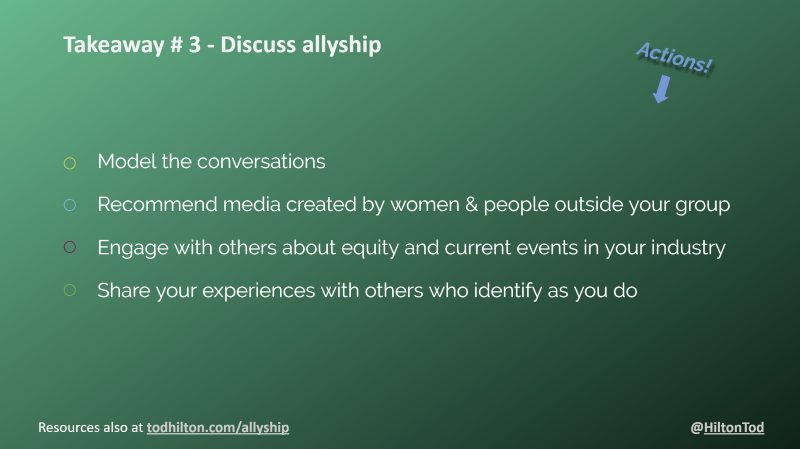 Takeaway # 3 - Discuss allyship
Actions!
Model the conversations
Recommend media created by women & people outside your group
Engage with others about equity and current events in your industry
Share your experiences with others who identify as you do
Resources also at todhilton.com/allyship
@HiltonTod